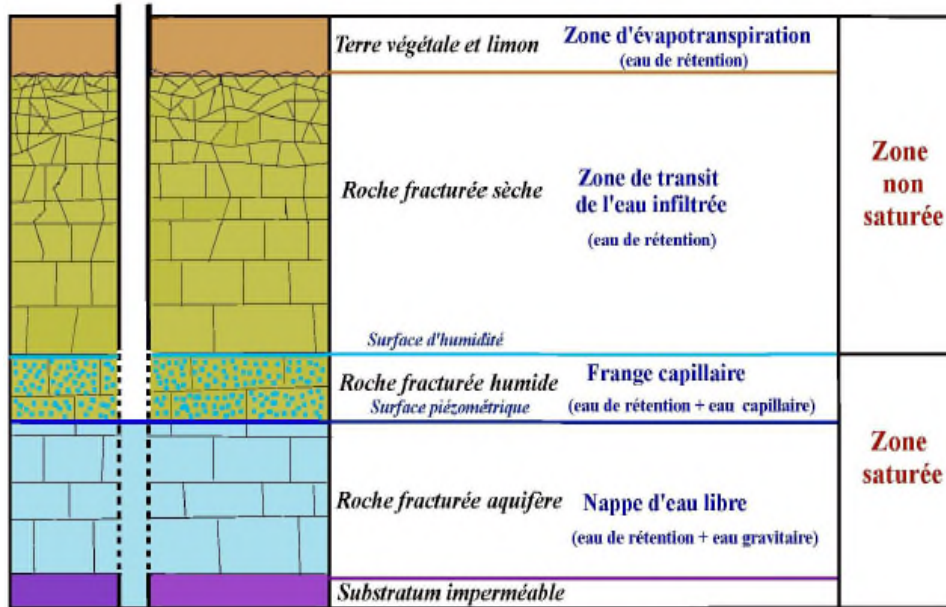 Terre végétale et limon
Zone d'évapotranspiration
(eau de rétention)
Roche fracturée sèche
Zone de transit
de l'eau infiltrée
(eau de rétention)
Zone
non
saturée
Surface d'humidité
Roche fracturée humide
Frange capillaire
Surface piézométrique
(eau de rétention + eau capillaire)
Zone
saturée
Roche fracturée aquifère
Nappe d'eau libre
(eau de rétention + eau gravitaire)
Substratum imperméable